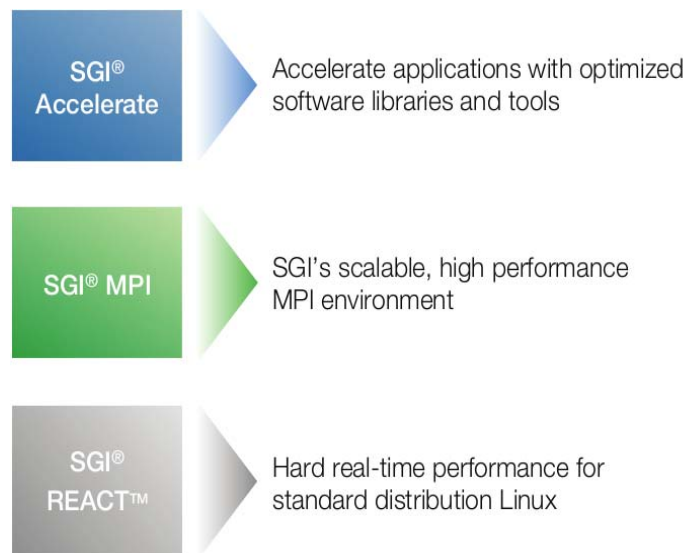 SGI®
Accelerate
Accelerate applications with optimized
software libraries and tools
SGI® MPI
SGI's scalable, high performance
MPI environment
SGI®
REACT™
Hard real-time performance for
standard distribution Linux